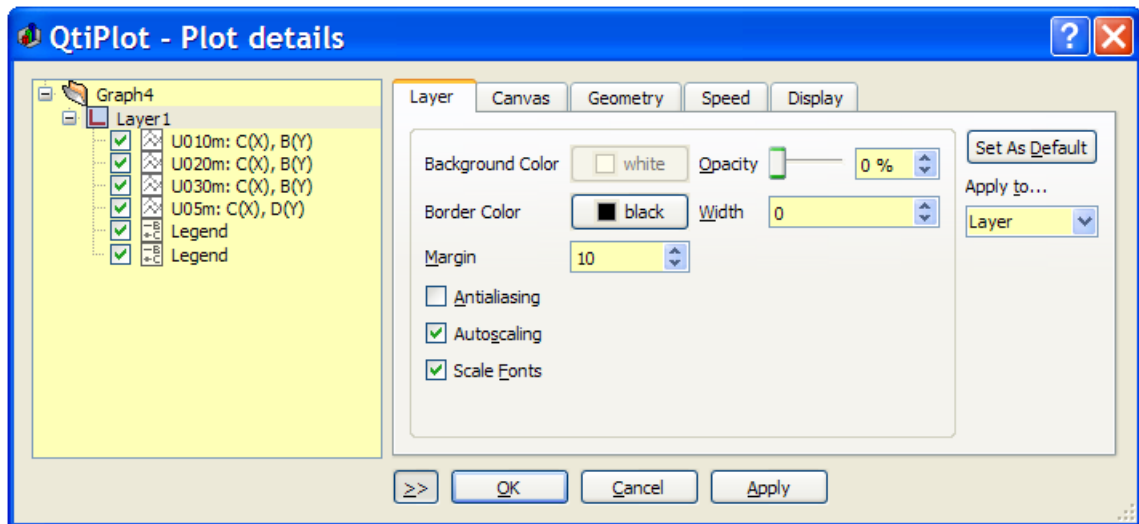 QtiPlot - Plot details
Graph4
Layer1
U010m: C(X), B(Y)
U020m: C(X), B(Y)
U030m: C(X), B(Y)
U05m: C(X), D(Y)
Legend
Legend
Layer Canvas Geometry Speed Display
Background Color white Opacity 0 %
Border Color black Width 0
Margin 10
Antialiasing
Autoscaling
Scale Fonts
Set As Default
Apply to...
Layer
>> OK Cancel Apply